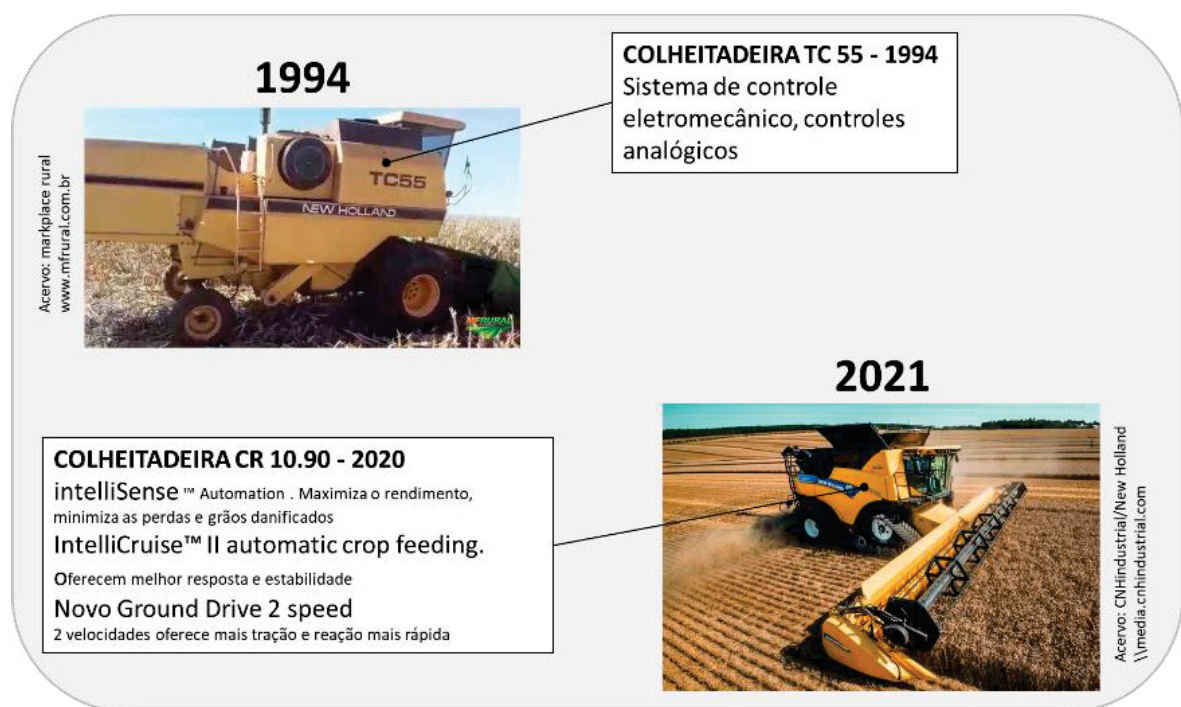 1994
COLHEITADEIRA TC 55 - 1994
Sistema de controle
eletromecânico, controles
analógicos
Acervo: markplace rural
www.mfrural.com.br
TC55
NEW HOLLAND
MFRURAL
2021
COLHEITADEIRA CR 10.90 - 2020
intelliSense ™ Automation . Maximiza o rendimento,
minimiza as perdas e grãos danificados
IntelliCruise™ II automatic crop feeding.
Oferecem melhor resposta e estabilidade
Novo Ground Drive 2 speed
2 velocidades oferece mais tração e reação mais rápida
Acervo: CNHindustrial/New Holland
\\media.cnhindustrial.com